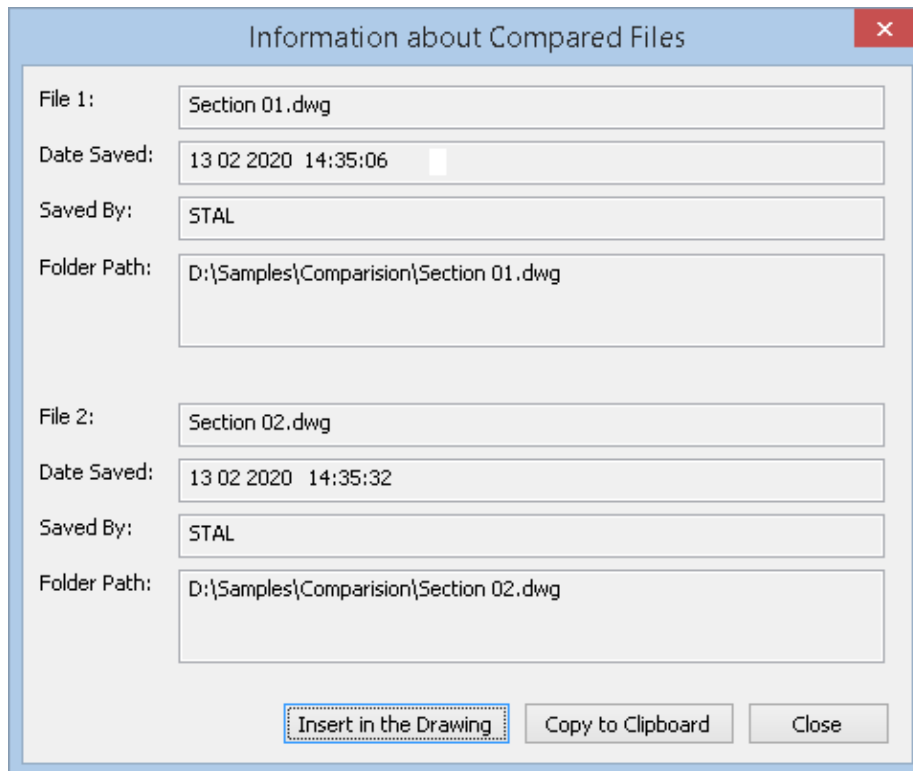 Information about Compared Files
File 1: Section 01.dwg
Date Saved: 13 02 2020 14:35:06
Saved By: STAL
Folder Path: D:\Samples\Comparision\Section 01.dwg
File 2: Section 02.dwg
Date Saved: 13 02 2020 14:35:32
Saved By: STAL
Folder Path: D:\Samples\Comparision\Section 02.dwg
Insert in the Drawing Copy to Clipboard Close